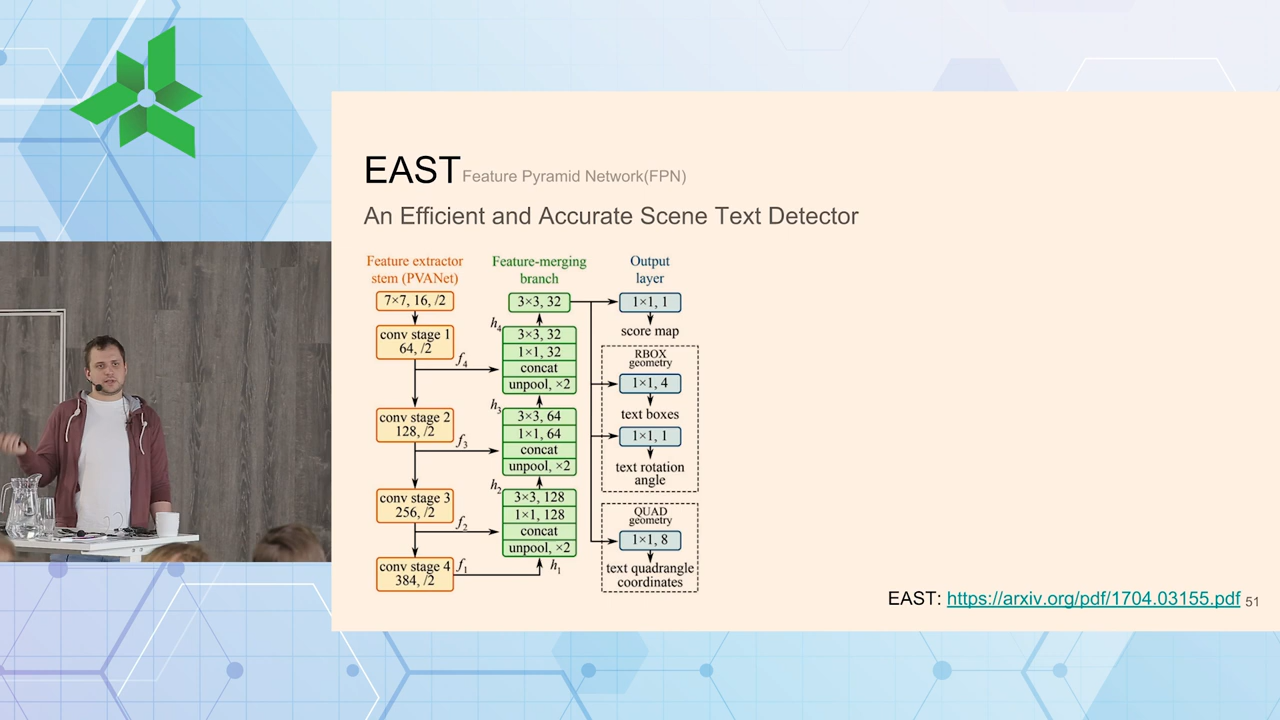 EAST Feature Pyramid Network(FPN)
An Efficient and Accurate Scene Text Detector
Feature extractor
stem (PVANet)
7×7, 16, /2
conv stage 1
64, /2
f4
conv stage 2
128, /2
f3
conv stage 3
256, /2
f2
conv stage 4
384, /2
f1
Feature-merging
branch
3×3, 32
h4
3×3, 32
1×1, 32
concat
unpool, ×2
h3
3×3, 64
1×1, 64
concat
unpool, ×2
h2
3×3, 128
1×1, 128
concat
unpool, ×2
h1
Output
layer
1×1, 1
score map
RBOX
geometry
1×1, 4
text boxes
1×1, 1
text rotation
angle
QUAD
geometry
1×1, 8
text quadrangle
coordinates
EAST: https://arxiv.org/pdf/1704.03155.pdf 51